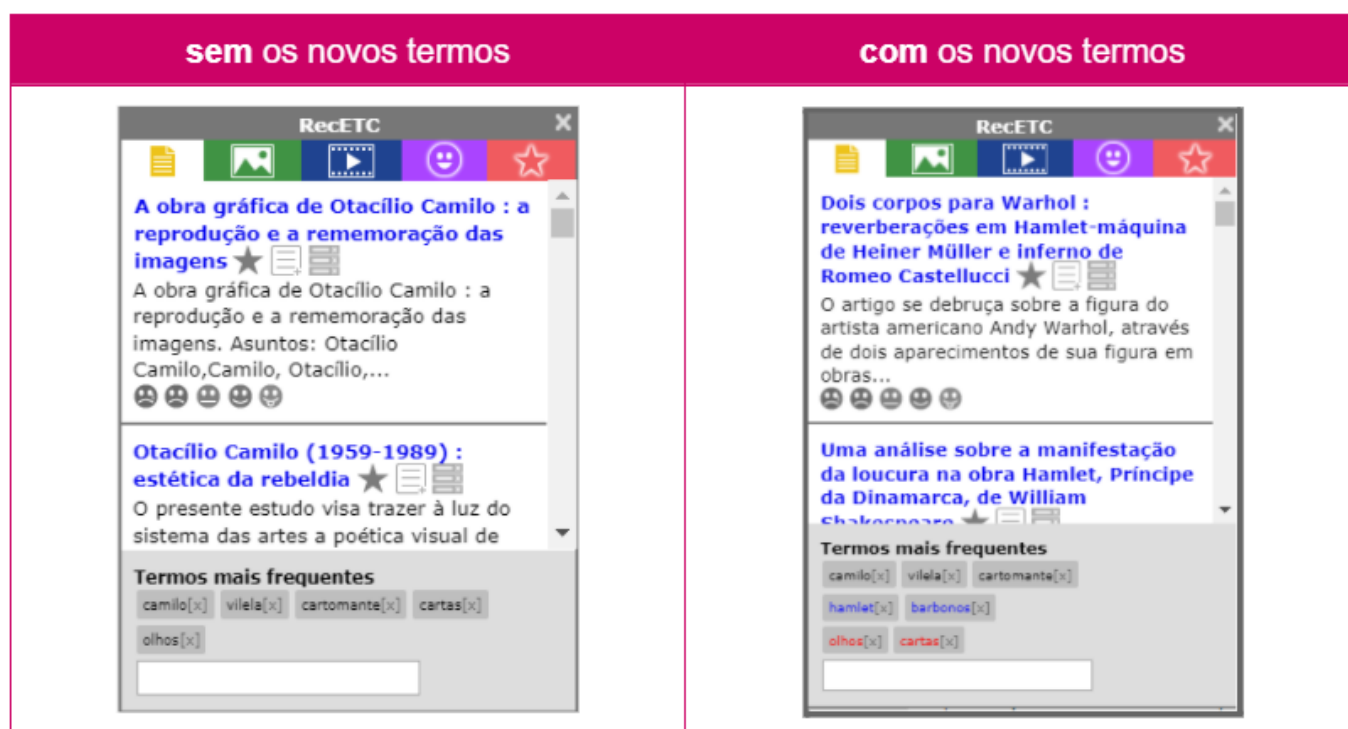 sem os novos termos
com os novos termos
RecETC
A obra gráfica de Otacílio Camilo : a
reprodução e a rememoração das
imagens
A obra gráfica de Otacílio Camilo : a
reprodução e a rememoração das
imagens. Asuntos: Otacílio
Camilo,Camilo, Otacílio,...
Otacílio Camilo (1959-1989) :
estética da rebeldia
O presente estudo visa trazer à luz do
sistema das artes a poética visual de
Termos mais frequentes
camilo[x] vilela[x] cartomante[x] cartas[x]
olhos[x]
RecETC
Dois corpos para Warhol :
reverberações em Hamlet-máquina
de Heiner Müller e inferno de
Romeo Castellucci
O artigo se debruça sobre a figura do
artista americano Andy Warhol, através
de dois aparecimentos de sua figura em
obras...
Uma análise sobre a manifestação
da loucura na obra Hamlet, Príncipe
da Dinamarca, de William
Shakespeare
Termos mais frequentes
camilo[x] vilela[x] cartomante[x]
hamlet[x] barbonos[x]
olhos[x] cartas[x]